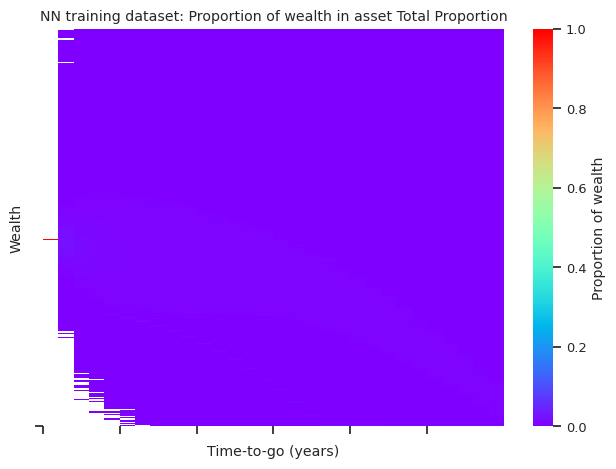 NN training dataset: Proportion of wealth in asset Total Proportion
Wealth
Time-to-go (years)
1.0
0.8
0.6
0.4
0.2
0.0
Proportion of wealth